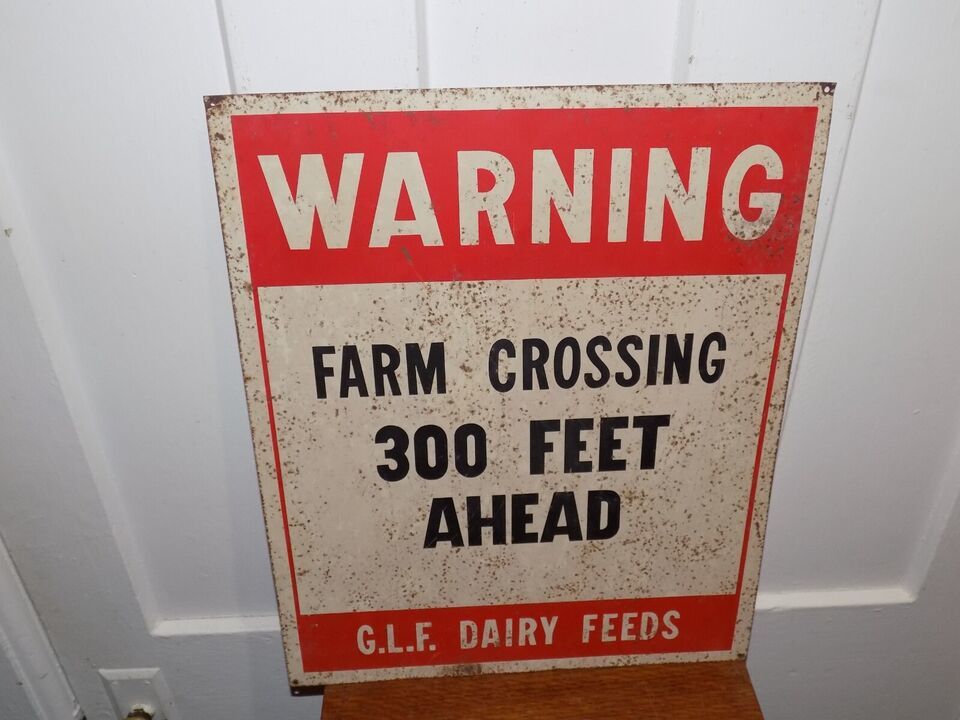 WARNING
FARM CROSSING
300 FEET
AHEAD
G.L.F. DAIRY FEEDS